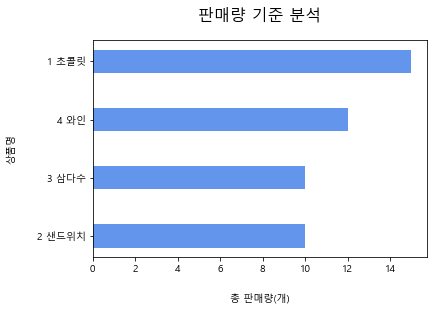 판매량 기준 분석
상품명
1 초콜릿
4 와인
3 삼다수
2 샌드위치
0 2 4 6 8 10 12 14
총 판매량(개)